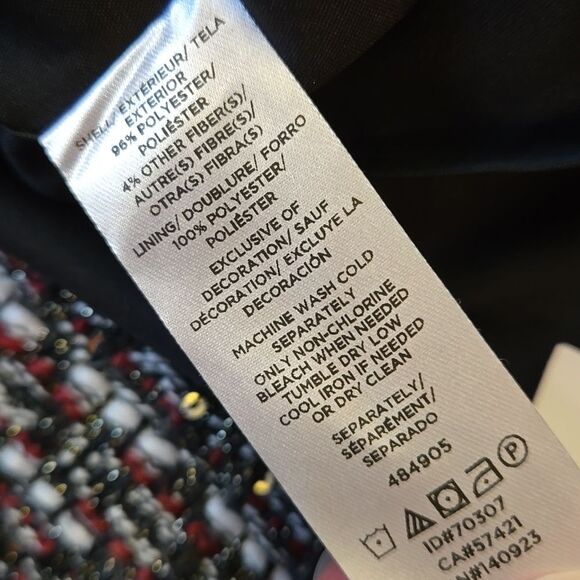 SHELL/EXTÉRIEUR/ TELA
EXTERIOR
96% POLYESTER/
POLIÉSTER
4% OTHER FIBER(S)/
AUTRE(S) FIBRE(S)/
OTRA(S) FIBRA(S)
LINING/ DOUBLURE/ FORRO
100% POLYESTER/
POLIÉSTER
EXCLUSIVE OF
DECORATION/ SAUF
DÉCORATION/ EXCLUYE LA
DECORACIÓN
MACHINE WASH COLD
SEPARATELY
ONLY NON-CHLORINE
BLEACH WHEN NEEDED
TUMBLE DRY LOW
COOL IRON IF NEEDED
OR DRY CLEAN
SEPARATELY/
SÉPARÉMENT/
SEPARADO
484905
P
ID#70307
CA#57421
N#140923